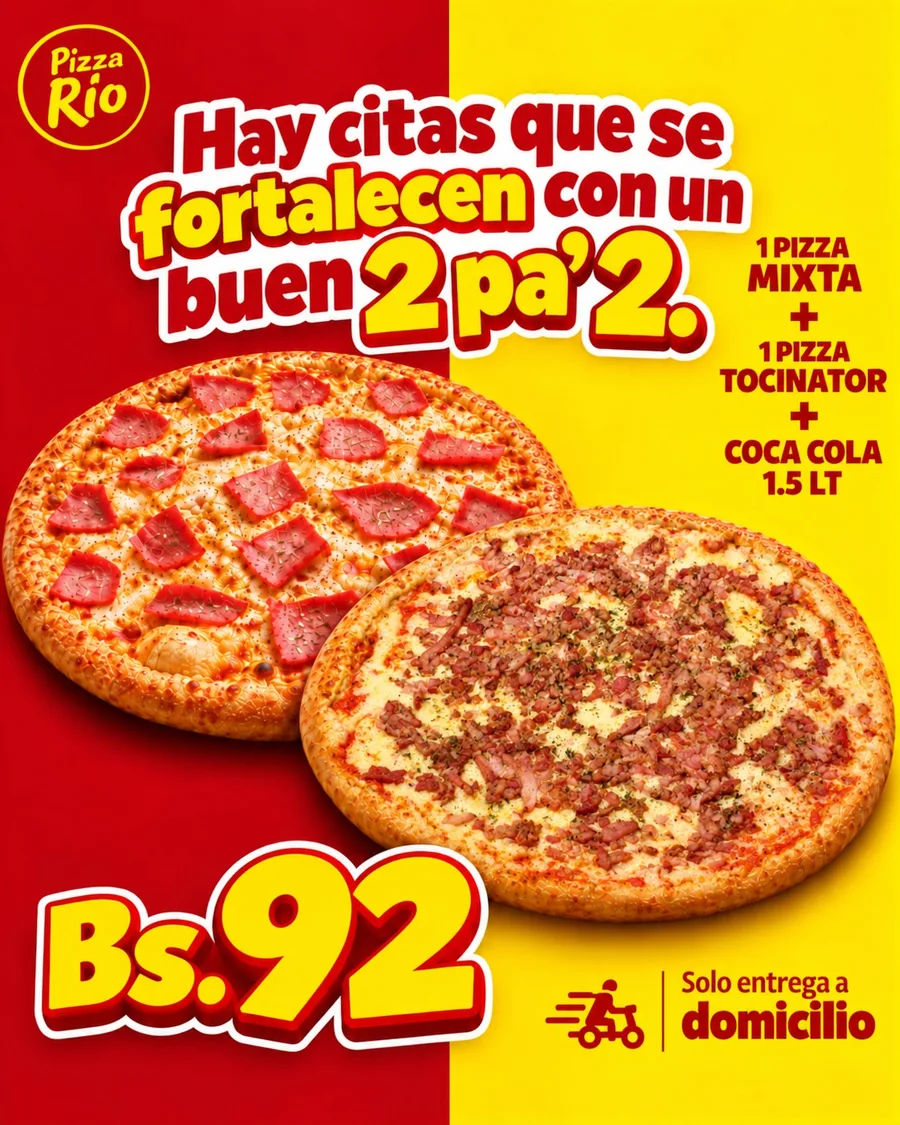 Pizza
Río
Hay citas que se
fortalecen con un
buen 2 pa' 2.
1 PIZZA
MIXTA
+
1 PIZZA
TOCINATOR
+
COCA COLA
1.5 LT
Bs.92
Solo entrega a
domicilio